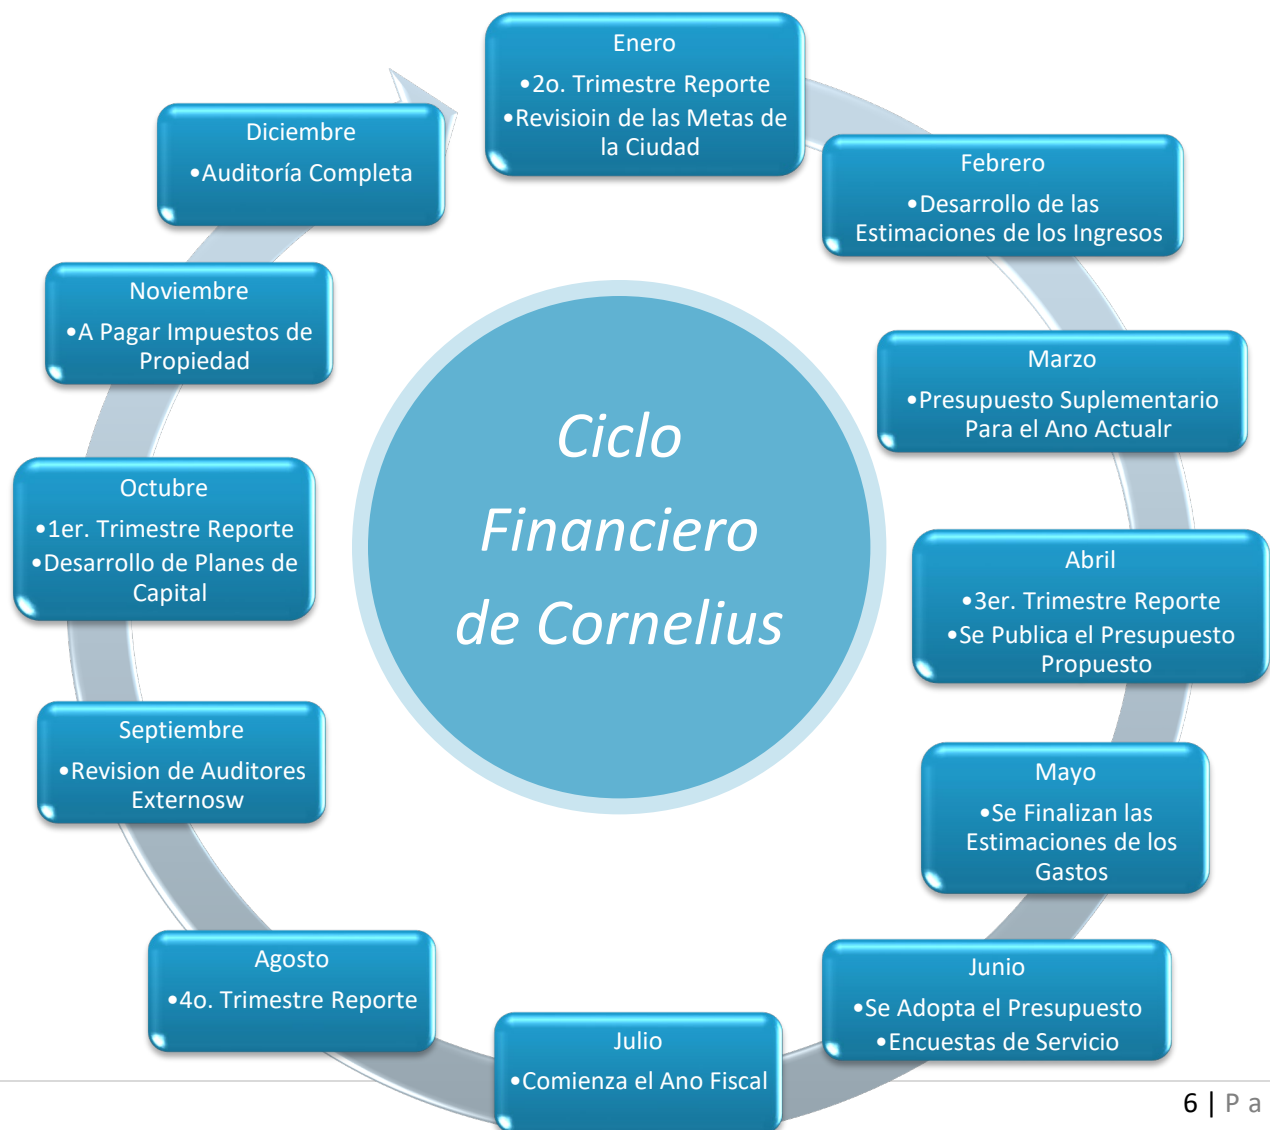 Enero
•2o. Trimestre Reporte
•Revisioin de las Metas de
la Ciudad
Febrero
•Desarrollo de las
Estimaciones de los Ingresos
Marzo
•Presupuesto Suplementario
Para el Ano Actualr
Abril
•3er. Trimestre Reporte
•Se Publica el Presupuesto
Propuesto
Mayo
•Se Finalizan las
Estimaciones de los
Gastos
Junio
•Se Adopta el Presupuesto
•Encuestas de Servicio
Julio
•Comienza el Ano Fiscal
Agosto
•4o. Trimestre Reporte
Septiembre
•Revision de Auditores
Externosw
Octubre
•1er. Trimestre Reporte
•Desarrollo de Planes de
Capital
Noviembre
•A Pagar Impuestos de
Propiedad
Diciembre
•Auditoría Completa
Ciclo
Financiero
de Cornelius
6 | P a